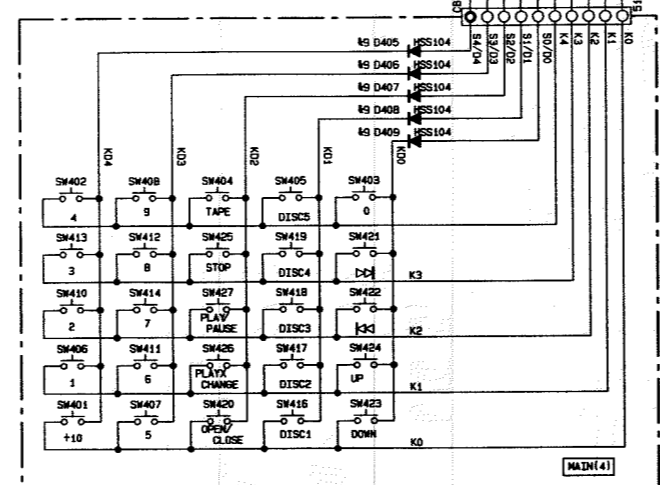 CB
51
S4/D4
S3/D3
S2/D2
S1/D1
S0/D0
K4
K3
K2
K1
K0
D405 HSS104
D406 HSS104
D407 HSS104
D408 HSS104
D409 HSS104
KD4
KD3
KD2
KD1
KD0
SW402 SW408 SW404 SW405 SW403
4 9 TAPE DISC5 0
SW413 SW412 SW425 SW419 SW421
3 8 STOP DISC4
K3
SW410 SW414 SW427 SW418 SW422
2 7 PLAY/ PAUSE DISC3
K2
SW406 SW411 SW426 SW417 SW424
1 6 PLAYX CHANGE DISC2 UP
K1
SW401 SW407 SW420 SW416 SW423
+10 5 OPEN/ CLOSE DISC1 DOWN
K0
MAIN(4)